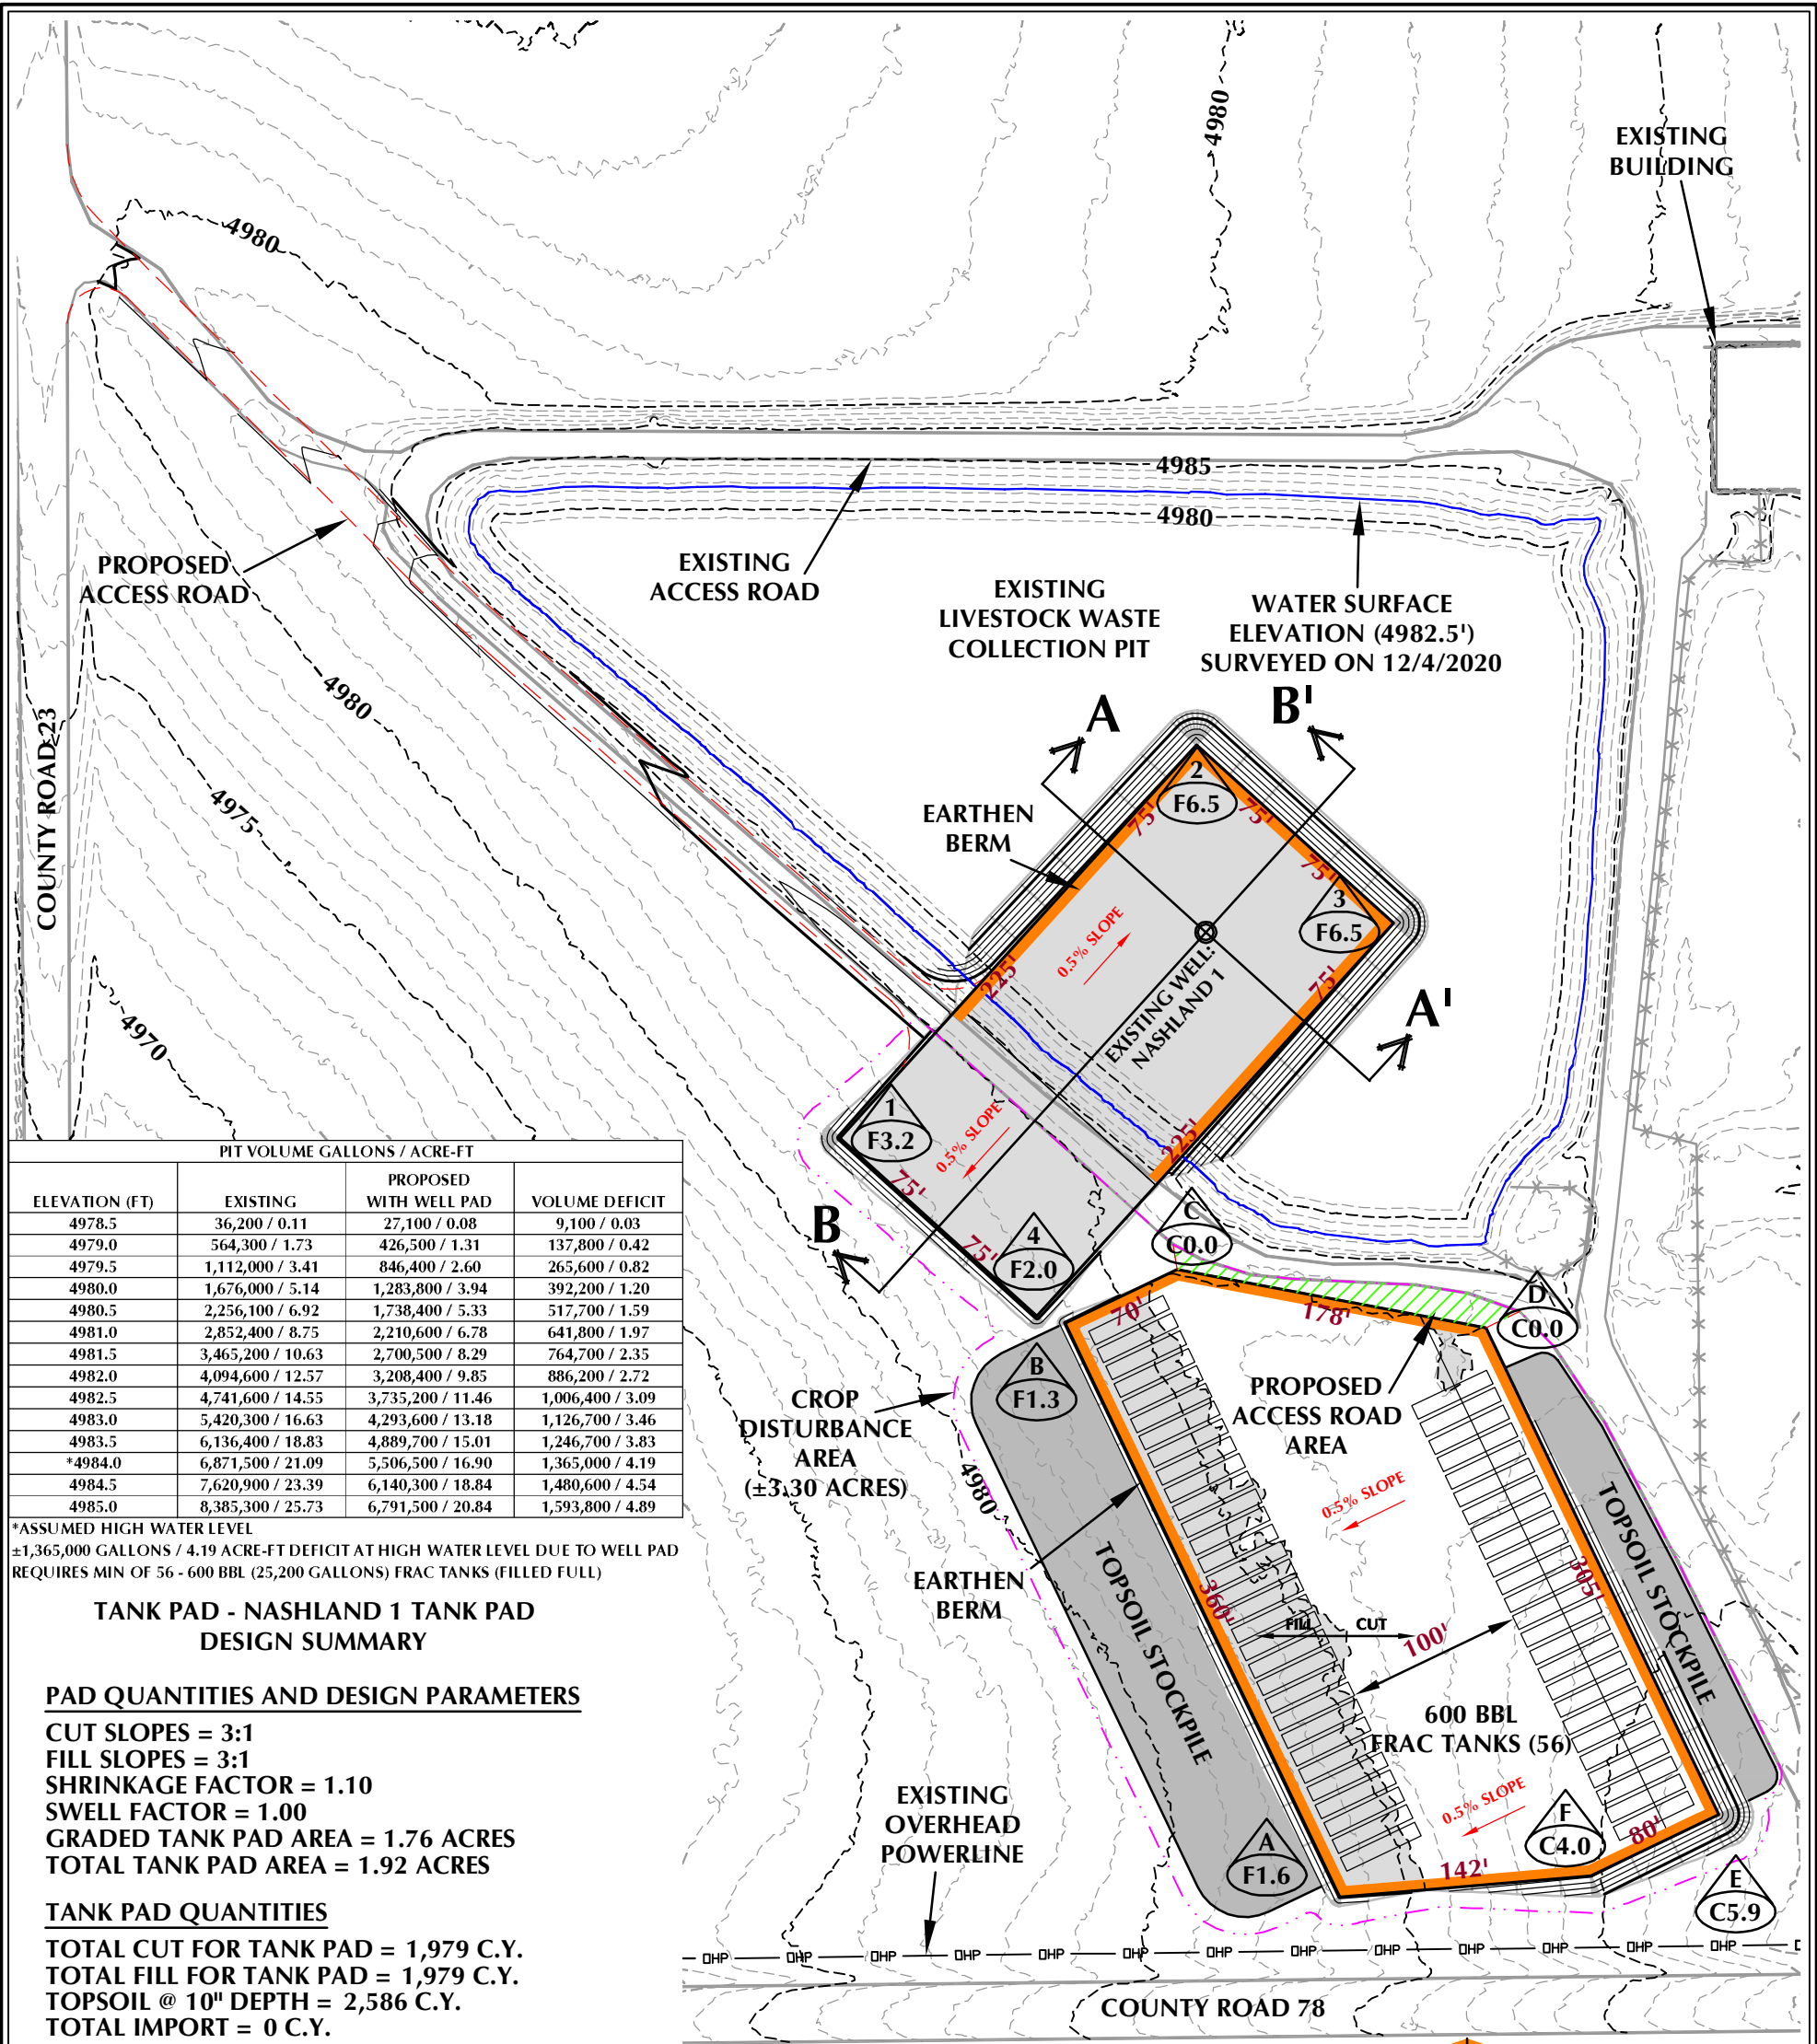 4980
EXISTING
BUILDING
4980
4985
4980
PROPOSED
ACCESS ROAD
EXISTING
ACCESS ROAD
EXISTING
LIVESTOCK WASTE
COLLECTION PIT
WATER SURFACE
ELEVATION (4982.5')
SURVEYED ON 12/4/2020
4980
COUNTY ROAD 23
4975
4970
A
B'
2
F6.5
75'
75'
EARTHEN
BERM
75'
3
F6.5
0.5% SLOPE
225'
EXISTING WELL:
NASHLAND 1
75'
A'
1
F3.2
0.5% SLOPE
225'
75'
B
75'
4
F2.0
C
C0.0
D
C0.0
PIT VOLUME GALLONS / ACRE-FT
ELEVATION (FT) EXISTING PROPOSED WITH WELL PAD VOLUME DEFICIT
4978.5 36,200 / 0.11 27,100 / 0.08 9,100 / 0.03
4979.0 564,300 / 1.73 426,500 / 1.31 137,800 / 0.42
4979.5 1,112,000 / 3.41 846,400 / 2.60 265,600 / 0.82
4980.0 1,676,000 / 5.14 1,283,800 / 3.94 392,200 / 1.20
4980.5 2,256,100 / 6.92 1,738,400 / 5.33 517,700 / 1.59
4981.0 2,852,400 / 8.75 2,210,600 / 6.78 641,800 / 1.97
4981.5 3,465,200 / 10.63 2,700,500 / 8.29 764,700 / 2.35
4982.0 4,094,600 / 12.57 3,208,400 / 9.85 886,200 / 2.72
4982.5 4,741,600 / 14.55 3,735,200 / 11.46 1,006,400 / 3.09
4983.0 5,420,300 / 16.63 4,293,600 / 13.18 1,126,700 / 3.46
4983.5 6,136,400 / 18.83 4,889,700 / 15.01 1,246,700 / 3.83
*4984.0 6,871,500 / 21.09 5,506,500 / 16.90 1,365,000 / 4.19
4984.5 7,620,900 / 23.39 6,140,300 / 18.84 1,480,600 / 4.54
4985.0 8,385,300 / 25.73 6,791,500 / 20.84 1,593,800 / 4.89
*ASSUMED HIGH WATER LEVEL
±1,365,000 GALLONS / 4.19 ACRE-FT DEFICIT AT HIGH WATER LEVEL DUE TO WELL PAD
REQUIRES MIN OF 56 - 600 BBL (25,200 GALLONS) FRAC TANKS (FILLED FULL)
TANK PAD - NASHLAND 1 TANK PAD
DESIGN SUMMARY
PAD QUANTITIES AND DESIGN PARAMETERS
CUT SLOPES = 3:1
FILL SLOPES = 3:1
SHRINKAGE FACTOR = 1.10
SWELL FACTOR = 1.00
GRADED TANK PAD AREA = 1.76 ACRES
TOTAL TANK PAD AREA = 1.92 ACRES
TANK PAD QUANTITIES
TOTAL CUT FOR TANK PAD = 1,979 C.Y.
TOTAL FILL FOR TANK PAD = 1,979 C.Y.
TOPSOIL @ 10" DEPTH = 2,586 C.Y.
TOTAL IMPORT = 0 C.Y.
70'
178'
B
F1.3
CROP
DISTURBANCE
AREA
(±3.30 ACRES)
PROPOSED
ACCESS ROAD
AREA
4980
0.5% SLOPE
TOPSOIL STOCKPILE
TOPSOIL STOCKPILE
EARTHEN
BERM
360'
305'
FILL
CUT
100'
600 BBL
FRAC TANKS (56)
EXISTING
OVERHEAD
POWERLINE
0.5% SLOPE
F
C4.0
80'
A
F1.6
142'
E
C5.9
OHP OHP OHP OHP OHP OHP OHP OHP OHP OHP OHP OHP OHP
COUNTY ROAD 78